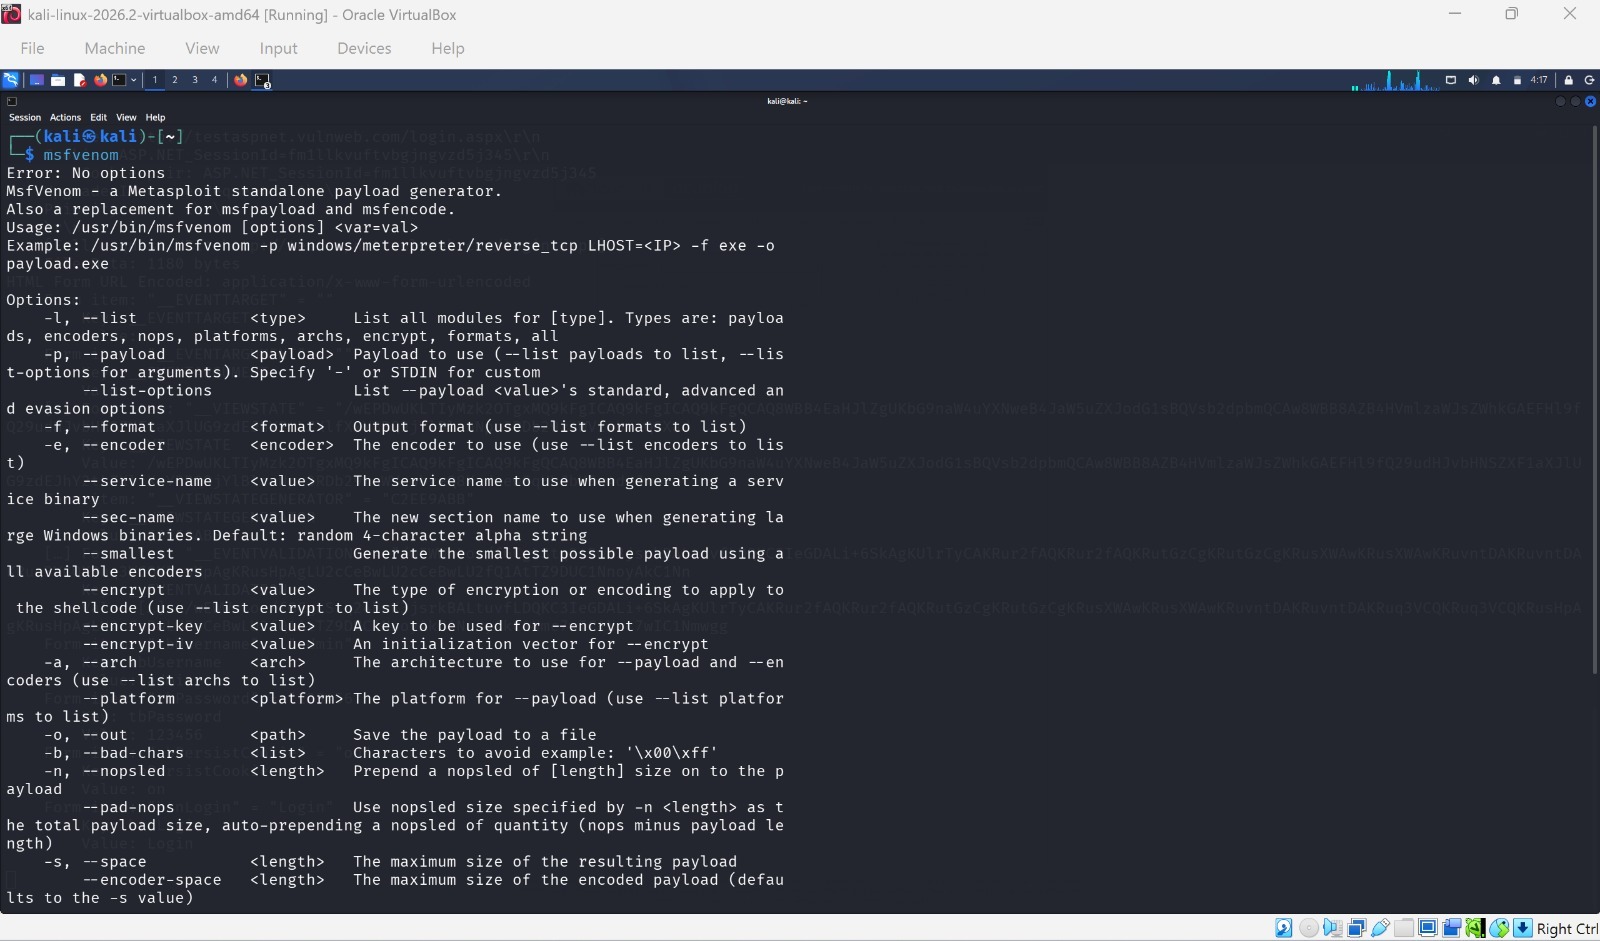 kali-linux-2026.2-virtualbox-amd64 [Running] - Oracle VirtualBox
File Machine View Input Devices Help
1 2 3 4 4:17
kali@kali: ~
Session Actions Edit View Help
(kali㉿kali)-[~]
$ msfvenom
Error: No options
MsfVenom - a Metasploit standalone payload generator.
Also a replacement for msfpayload and msfencode.
Usage: /usr/bin/msfvenom [options] <var=val>
Example: /usr/bin/msfvenom -p windows/meterpreter/reverse_tcp LHOST=<IP> -f exe -o
payload.exe
Options:
-l, --list <type> List all modules for [type]. Types are: payloa
ds, encoders, nops, platforms, archs, encrypt, formats, all
-p, --payload <payload> Payload to use (--list payloads to list, --lis
t-options for arguments). Specify '-' or STDIN for custom
--list-options List --payload <value>'s standard, advanced an
d evasion options
-f, --format <format> Output format (use --list formats to list)
-e, --encoder <encoder> The encoder to use (use --list encoders to lis
t)
--service-name <value> The service name to use when generating a serv
ice binary
--sec-name <value> The new section name to use when generating la
rge Windows binaries. Default: random 4-character alpha string
--smallest Generate the smallest possible payload using a
ll available encoders
--encrypt <value> The type of encryption or encoding to apply to
the shellcode (use --list encrypt to list)
--encrypt-key <value> A key to be used for --encrypt
--encrypt-iv <value> An initialization vector for --encrypt
-a, --arch <arch> The architecture to use for --payload and --en
coders (use --list archs to list)
--platform <platform> The platform for --payload (use --list platfor
ms to list)
-o, --out <path> Save the payload to a file
-b, --bad-chars <list> Characters to avoid example: '\x00\xff'
-n, --nopsled <length> Prepend a nopsled of [length] size on to the p
ayload
--pad-nops Use nopsled size specified by -n <length> as t
he total payload size, auto-prepending a nopsled of quantity (nops minus payload le
ngth)
-s, --space <length> The maximum size of the resulting payload
--encoder-space <length> The maximum size of the encoded payload (defau
lts to the -s value)
Right Ctrl